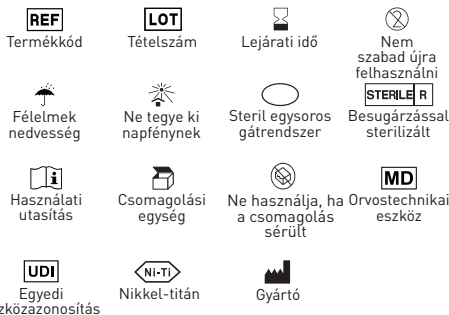 REF
LOT
Termékkód
Tételszám
Lejárati idő
Nem
szabad újra
felhasználni
STERILE R
Félelmek
nedvesség
Ne tegye ki
napfénynek
Steril egysoros
gátrendszer
Besugárzással
sterilizált
Használati
utasítás
Csomagolási
egység
Ne használja, ha
a csomagolás
sérült
MD
Orvostechnikai
eszköz
UDI
Egyedi
zközazonosítás
Ni-Ti
Nikkel-titán
Gyártó